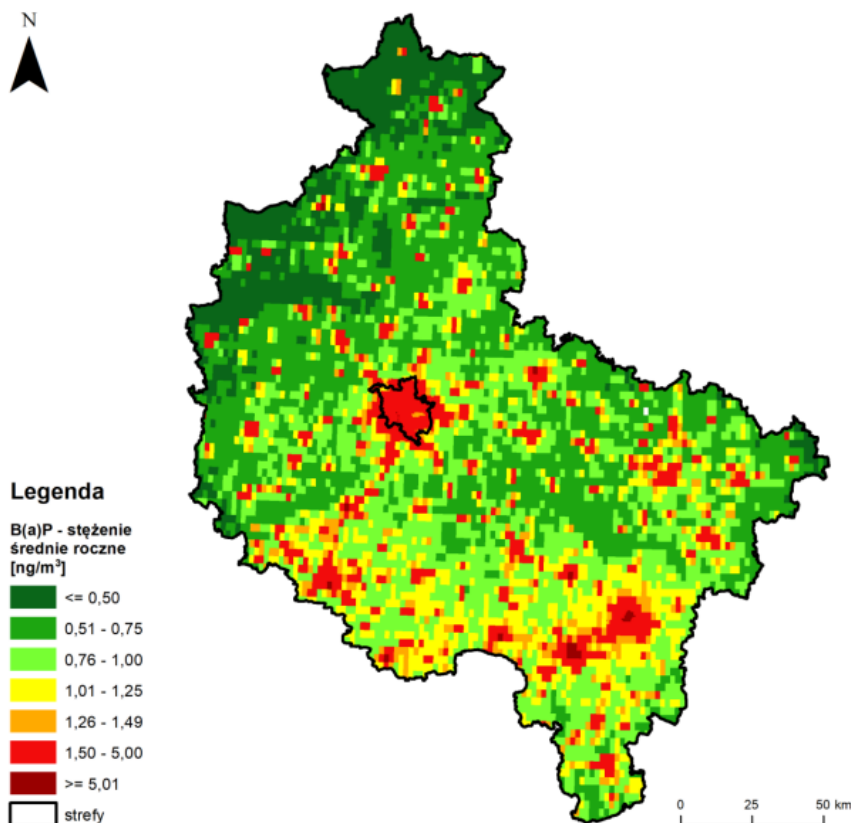 N
Legenda
B(a)P - stężenie
średnie roczne
[ng/m³]
<= 0,50
0,51 - 0,75
0,76 - 1,00
1,01 - 1,25
1,26 - 1,49
1,50 - 5,00
>= 5,01
strefy
0 25 50 km